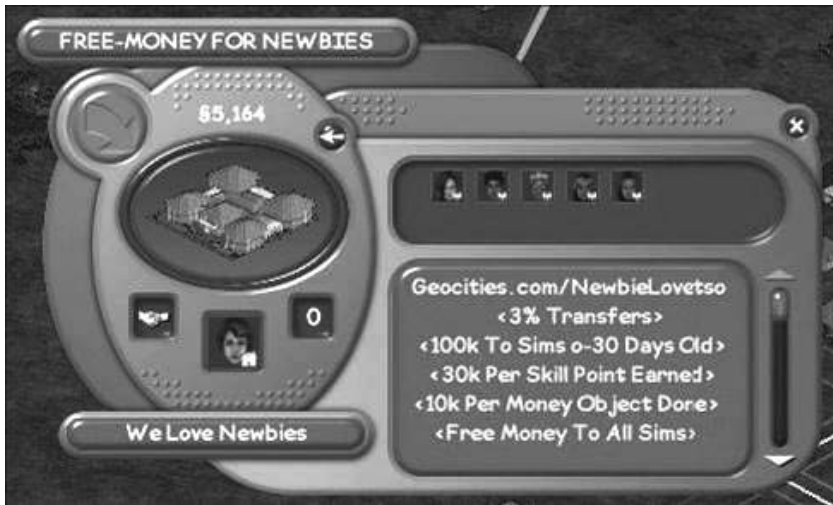 FREE-MONEY FOR NEWBIES
§5,164
0
We Love Newbies
Geocities.com/NewbieLovetso
<3% Transfers>
<100k To Sims 0-30 Days Old>
<30k Per Skill Point Earned>
<10k Per Money Object Dore>
<Free Money To All Sims>